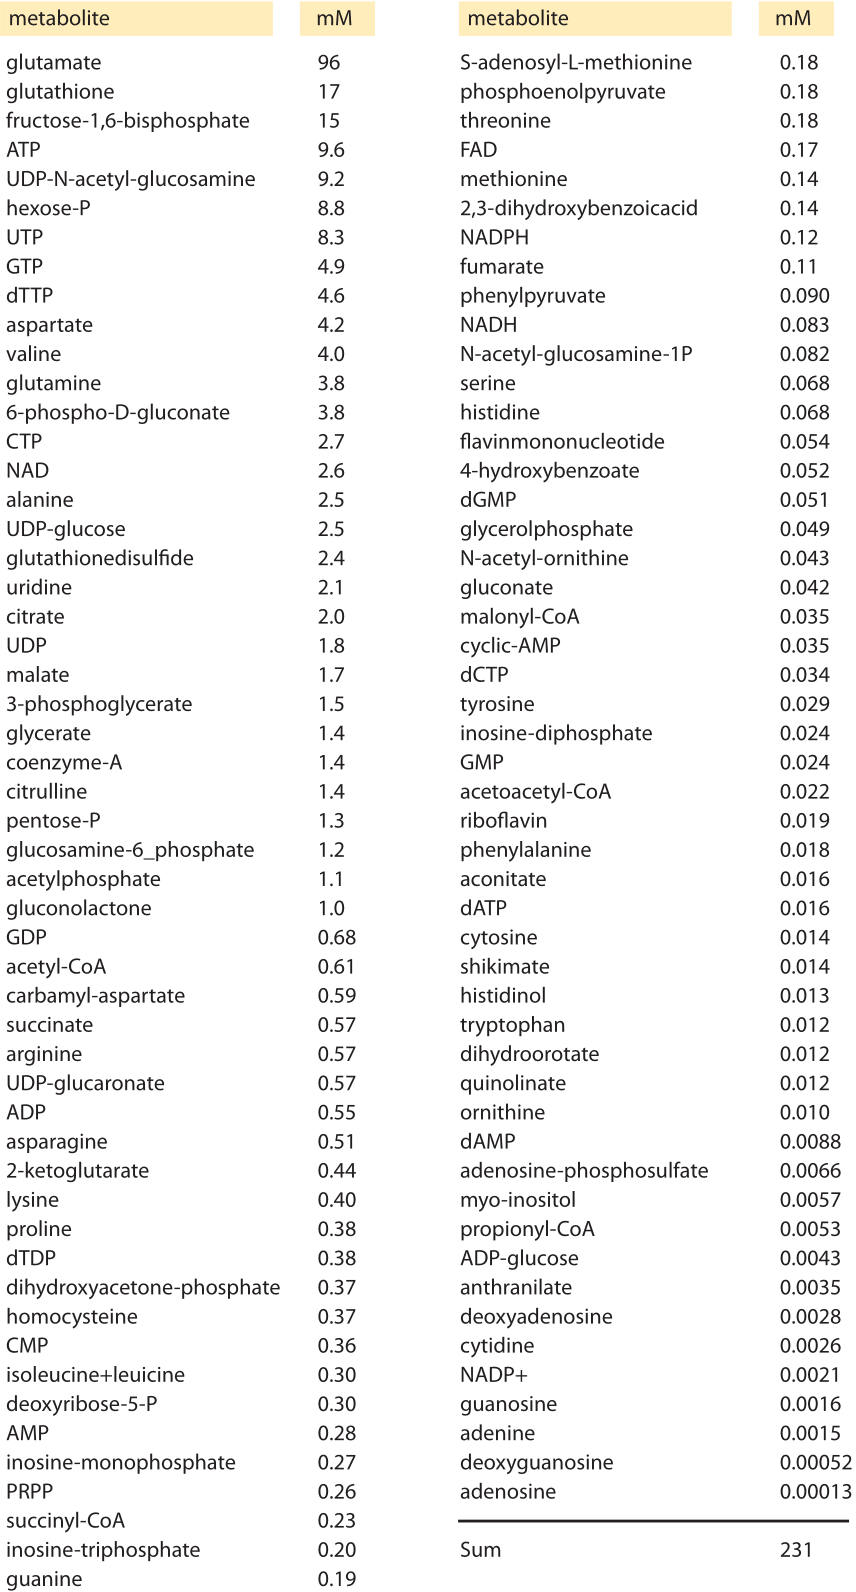 metabolite mM
glutamate 96
glutathione 17
fructose-1,6-bisphosphate 15
ATP 9.6
UDP-N-acetyl-glucosamine 9.2
hexose-P 8.8
UTP 8.3
GTP 4.9
dTTP 4.6
aspartate 4.2
valine 4.0
glutamine 3.8
6-phospho-D-gluconate 3.8
CTP 2.7
NAD 2.6
alanine 2.5
UDP-glucose 2.5
glutathionedisulfide 2.4
uridine 2.1
citrate 2.0
UDP 1.8
malate 1.7
3-phosphoglycerate 1.5
glycerate 1.4
coenzyme-A 1.4
citrulline 1.4
pentose-P 1.3
glucosamine-6_phosphate 1.2
acetylphosphate 1.1
gluconolactone 1.0
GDP 0.68
acetyl-CoA 0.61
carbamyl-aspartate 0.59
succinate 0.57
arginine 0.57
UDP-glucaronate 0.57
ADP 0.55
asparagine 0.51
2-ketoglutarate 0.44
lysine 0.40
proline 0.38
dTDP 0.38
dihydroxyacetone-phosphate 0.37
homocysteine 0.37
CMP 0.36
isoleucine+leuicine 0.30
deoxyribose-5-P 0.30
AMP 0.28
inosine-monophosphate 0.27
PRPP 0.26
succinyl-CoA 0.23
inosine-triphosphate 0.20
guanine 0.19
metabolite mM
S-adenosyl-L-methionine 0.18
phosphoenolpyruvate 0.18
threonine 0.18
FAD 0.17
methionine 0.14
2,3-dihydroxybenzoicacid 0.14
NADPH 0.12
fumarate 0.11
phenylpyruvate 0.090
NADH 0.083
N-acetyl-glucosamine-1P 0.082
serine 0.068
histidine 0.068
flavinmononucleotide 0.054
4-hydroxybenzoate 0.052
dGMP 0.051
glycerolphosphate 0.049
N-acetyl-ornithine 0.043
gluconate 0.042
malonyl-CoA 0.035
cyclic-AMP 0.035
dCTP 0.034
tyrosine 0.029
inosine-diphosphate 0.024
GMP 0.024
acetoacetyl-CoA 0.022
riboflavin 0.019
phenylalanine 0.018
aconitate 0.016
dATP 0.016
cytosine 0.014
shikimate 0.014
histidinol 0.013
tryptophan 0.012
dihydroorotate 0.012
quinolinate 0.012
ornithine 0.010
dAMP 0.0088
adenosine-phosphosulfate 0.0066
myo-inositol 0.0057
propionyl-CoA 0.0053
ADP-glucose 0.0043
anthranilate 0.0035
deoxyadenosine 0.0028
cytidine 0.0026
NADP+ 0.0021
guanosine 0.0016
adenine 0.0015
deoxyguanosine 0.00052
adenosine 0.00013
Sum 231